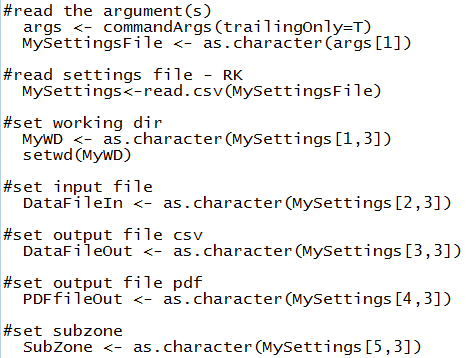 #read the argument(s)
  args <- commandArgs(trailingOnly=T)
  MySettingsFile <- as.character(args[1])

#read settings file - RK
  MySettings<-read.csv(MySettingsFile)

#set working dir
  MyWD <- as.character(MySettings[1,3])
  setwd(MyWD)

#set input file
  DataFileIn <- as.character(MySettings[2,3])

#set output file csv
  DataFileOut <- as.character(MySettings[3,3])

#set output file pdf
  PDFfileOut <- as.character(MySettings[4,3])

#set subzone
  SubZone <- as.character(MySettings[5,3])